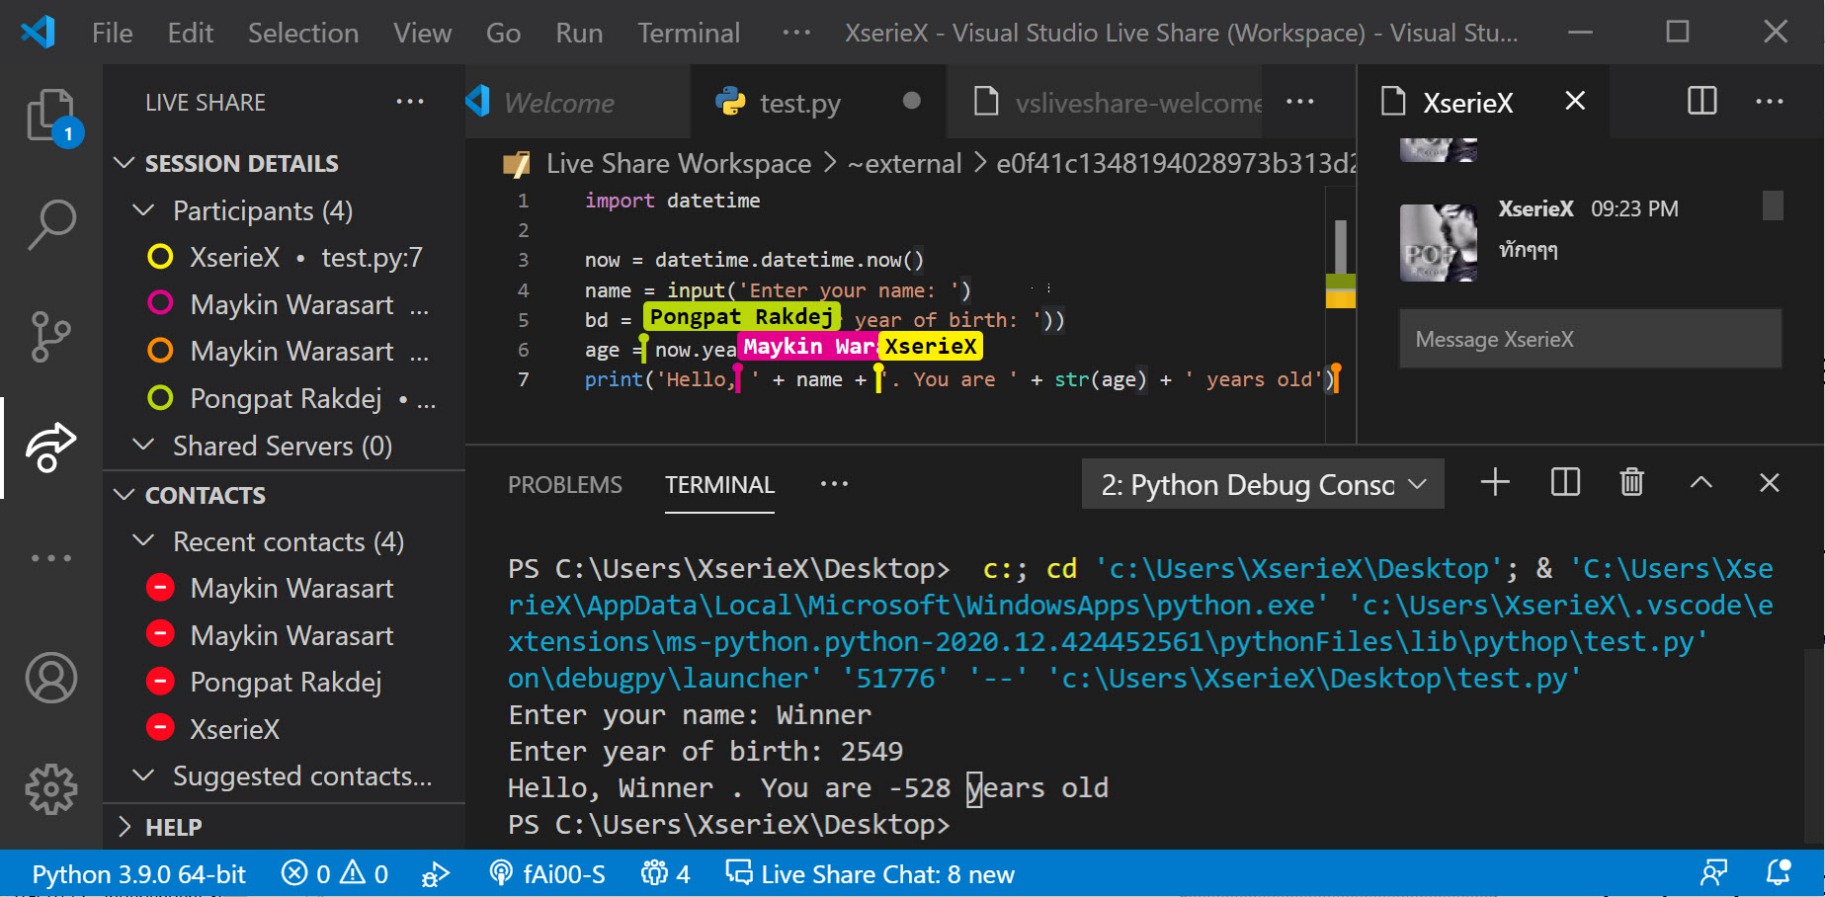 File Edit Selection View Go Run Terminal ··· XserieX - Visual Studio Live Share (Workspace) - Visual Stu...
LIVE SHARE ···
Welcome test.py vsliveshare-welcome ···
XserieX ···
1
SESSION DETAILS
Participants (4)
XserieX • test.py:7
Maykin Warasart ...
Maykin Warasart ...
Pongpat Rakdej • ...
Shared Servers (0)
CONTACTS
Recent contacts (4)
Maykin Warasart
Maykin Warasart
Pongpat Rakdej
XserieX
Suggested contacts...
HELP
Live Share Workspace > ~external > e0f41c1348194028973b313d2
1 import datetime
2
3 now = datetime.datetime.now()
4 name = input('Enter your name: ')
5 bd = Pongpat Rakdej year of birth: '))
6 age = now.yea Maykin War XserieX
7 print('Hello, ' + name + '. You are ' + str(age) + ' years old')
XserieX 09:23 PM
ทักๆๆๆ
Message XserieX
PROBLEMS TERMINAL ··· 2: Python Debug Consc
PS C:\Users\XserieX\Desktop> c:; cd 'c:\Users\XserieX\Desktop'; & 'C:\Users\Xse
rieX\AppData\Local\Microsoft\WindowsApps\python.exe' 'c:\Users\XserieX\.vscode\e
xtensions\ms-python.python-2020.12.424452561\pythonFiles\lib\pythop\test.py'
on\debugpy\launcher' '51776' '--' 'c:\Users\XserieX\Desktop\test.py'
Enter your name: Winner
Enter year of birth: 2549
Hello, Winner . You are -528 years old
PS C:\Users\XserieX\Desktop>
Python 3.9.0 64-bit 0 0 fAi00-S 4 Live Share Chat: 8 new